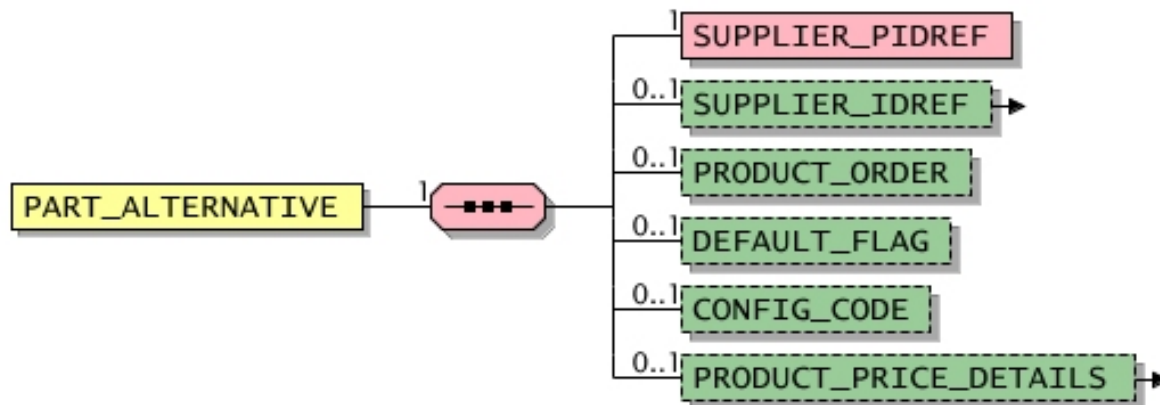 1
SUPPLIER_PIDREF
0..1
SUPPLIER_IDREF
0..1
PRODUCT_ORDER
PART_ALTERNATIVE
1
0..1
DEFAULT_FLAG
0..1
CONFIG_CODE
0..1
PRODUCT_PRICE_DETAILS